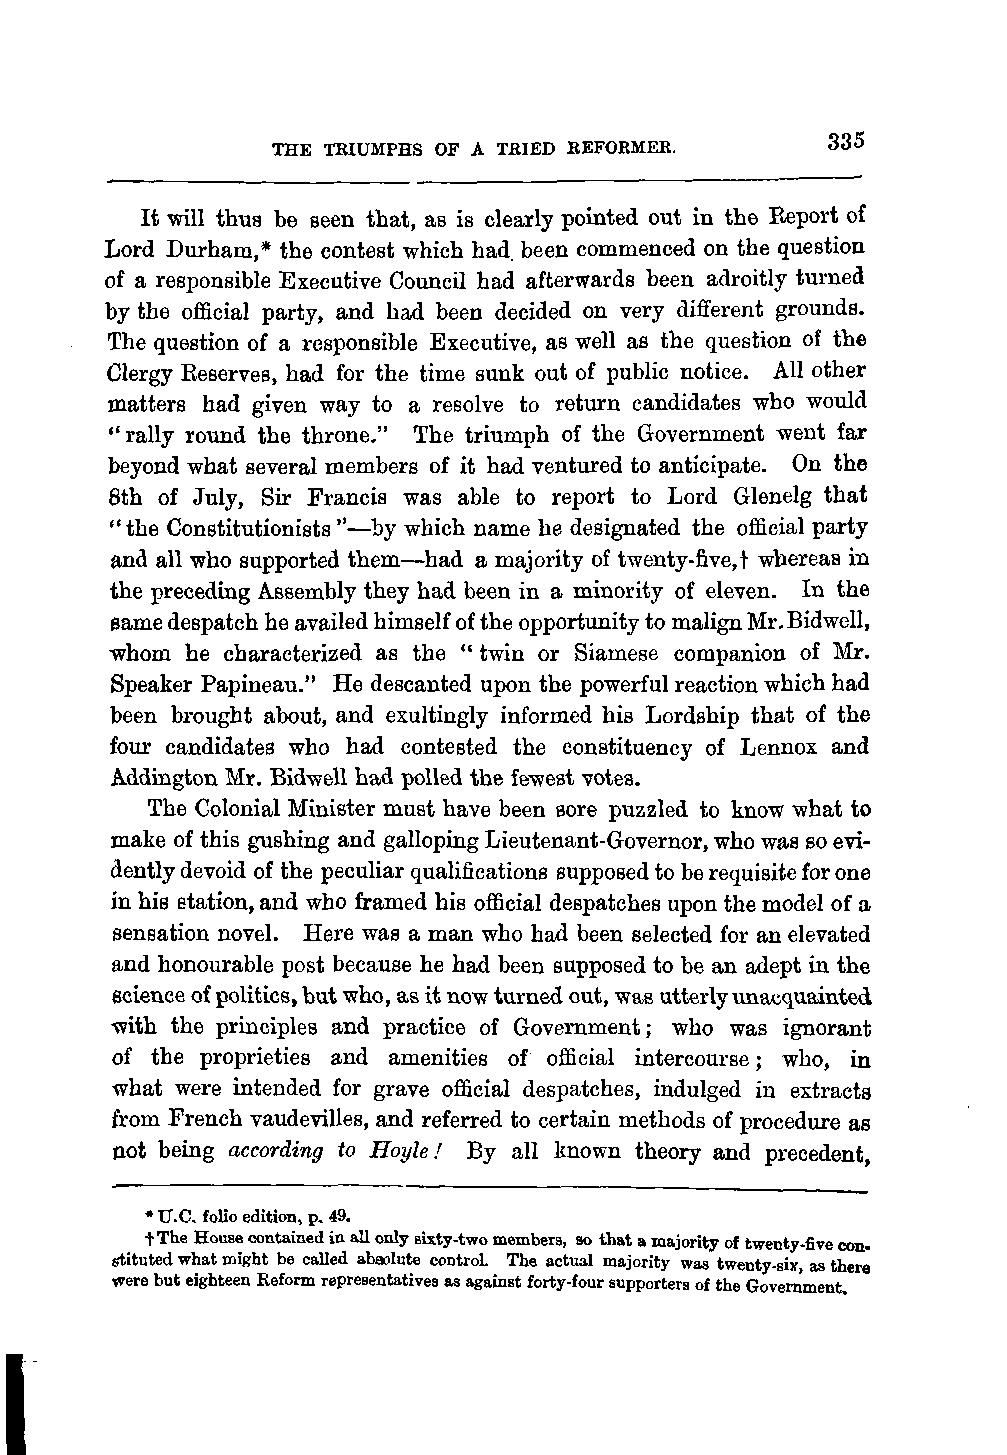 THE TRIUMPHS OF A TRIED REFORMER. 335
It will thus be seen that, as is clearly pointed out in the Report of
Lord Durham,* the contest which had been commenced on the question
of a responsible Executive Council had afterwards been adroitly turned
by the official party, and had been decided on very different grounds.
The question of a responsible Executive, as well as the question of the
Clergy Reserves, had for the time sunk out of public notice. All other
matters had given way to a resolve to return candidates who would
“rally round the throne.” The triumph of the Government went far
beyond what several members of it had ventured to anticipate. On the
8th of July, Sir Francis was able to report to Lord Glenelg that
“the Constitutionists”—by which name he designated the official party
and all who supported them—had a majority of twenty-five,† whereas in
the preceding Assembly they had been in a minority of eleven. In the
same despatch he availed himself of the opportunity to malign Mr. Bidwell,
whom he characterized as the “twin or Siamese companion of Mr.
Speaker Papineau.” He descanted upon the powerful reaction which had
been brought about, and exultingly informed his Lordship that of the
four candidates who had contested the constituency of Lennox and
Addington Mr. Bidwell had polled the fewest votes.
The Colonial Minister must have been sore puzzled to know what to
make of this gushing and galloping Lieutenant-Governor, who was so evi-
dently devoid of the peculiar qualifications supposed to be requisite for one
in his station, and who framed his official despatches upon the model of a
sensation novel. Here was a man who had been selected for an elevated
and honourable post because he had been supposed to be an adept in the
science of politics, but who, as it now turned out, was utterly unacquainted
with the principles and practice of Government; who was ignorant
of the proprieties and amenities of official intercourse; who, in
what were intended for grave official despatches, indulged in extracts
from French vaudevilles, and referred to certain methods of procedure as
not being according to Hoyle! By all known theory and precedent,
* U.C. folio edition, p. 49.
† The House contained in all only sixty-two members, so that a majority of twenty-five con-
stituted what might be called absolute control. The actual majority was twenty-six, as there
were but eighteen Reform representatives as against forty-four supporters of the Government.